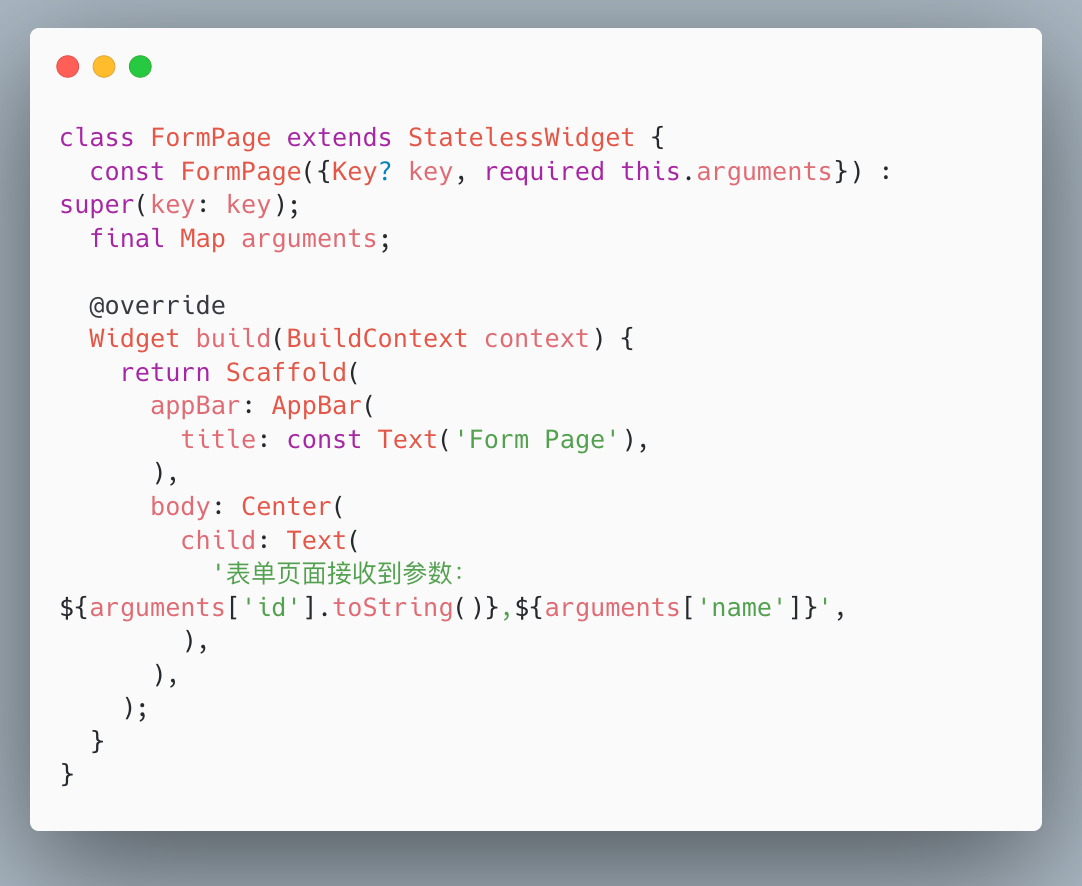 class FormPage extends StatelessWidget {
  const FormPage({Key? key, required this.arguments}) :
super(key: key);
  final Map arguments;

  @override
  Widget build(BuildContext context) {
    return Scaffold(
      appBar: AppBar(
        title: const Text('Form Page'),
      ),
      body: Center(
        child: Text(
          '表单页面接收到参数：
${arguments['id'].toString()},${arguments['name']}',
        ),
      ),
    );
  }
}